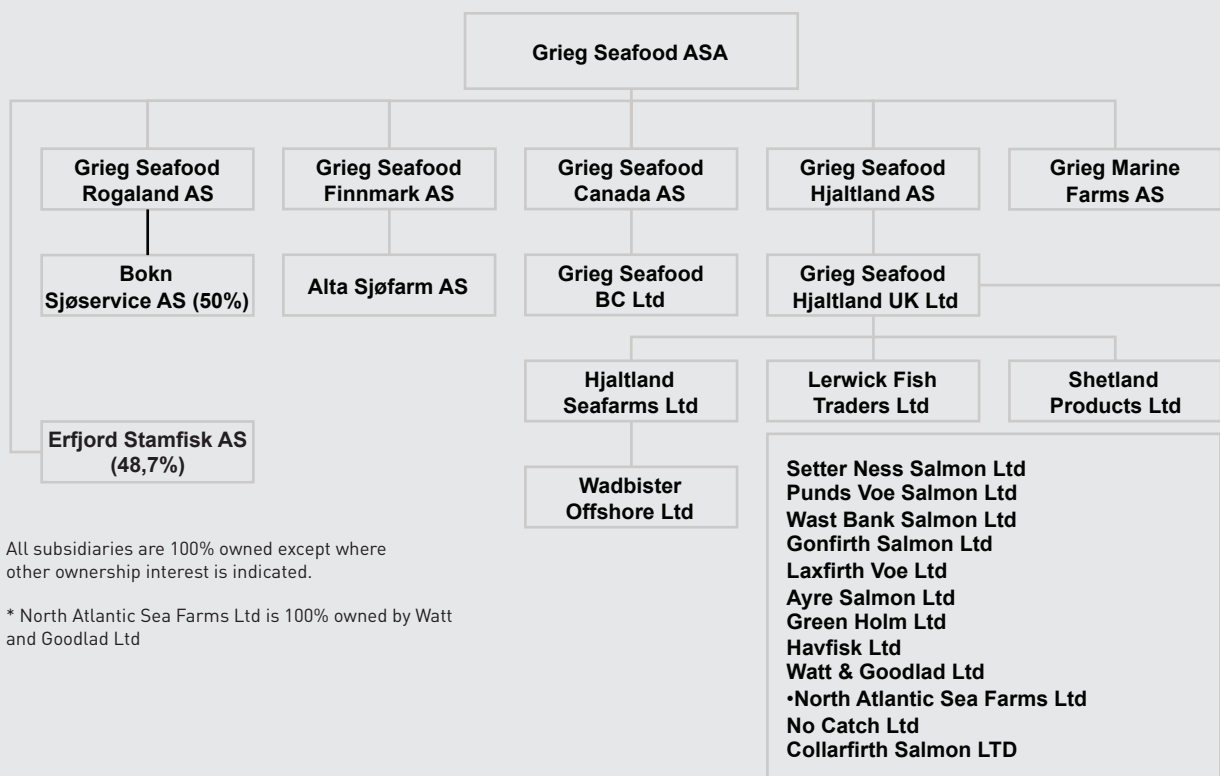 Grieg Seafood ASA
Grieg Seafood
Rogaland AS
Grieg Seafood
Finnmark AS
Grieg Seafood
Canada AS
Grieg Seafood
Hjaltland AS
Grieg Marine
Farms AS
Bokn
Sjøservice AS (50%)
Alta Sjøfarm AS
Grieg Seafood
BC Ltd
Grieg Seafood
Hjaltland UK Ltd
Hjaltland
Seafarms Ltd
Lerwick Fish
Traders Ltd
Shetland
Products Ltd
Erfjord Stamfisk AS
(48,7%)
Wadbister
Offshore Ltd
Setter Ness Salmon Ltd
Punds Voe Salmon Ltd
Wast Bank Salmon Ltd
Gonfirth Salmon Ltd
Laxfirth Voe Ltd
Ayre Salmon Ltd
Green Holm Ltd
Havfisk Ltd
Watt & Goodlad Ltd
•North Atlantic Sea Farms Ltd
No Catch Ltd
Collarfirth Salmon LTD
All subsidiaries are 100% owned except where
other ownership interest is indicated.
* North Atlantic Sea Farms Ltd is 100% owned by Watt
and Goodlad Ltd